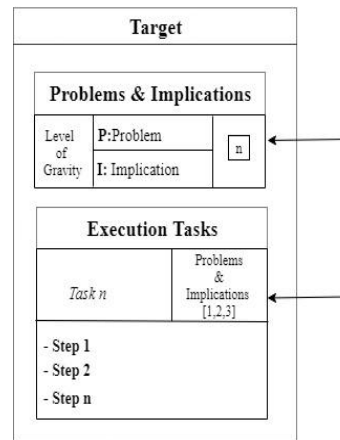 Target
Problems & Implications
Level
of
Gravity
P:Problem
I: Implication
n
Execution Tasks
Task n
Problems
&
Implications
[1,2,3]
- Step 1
- Step 2
- Step n